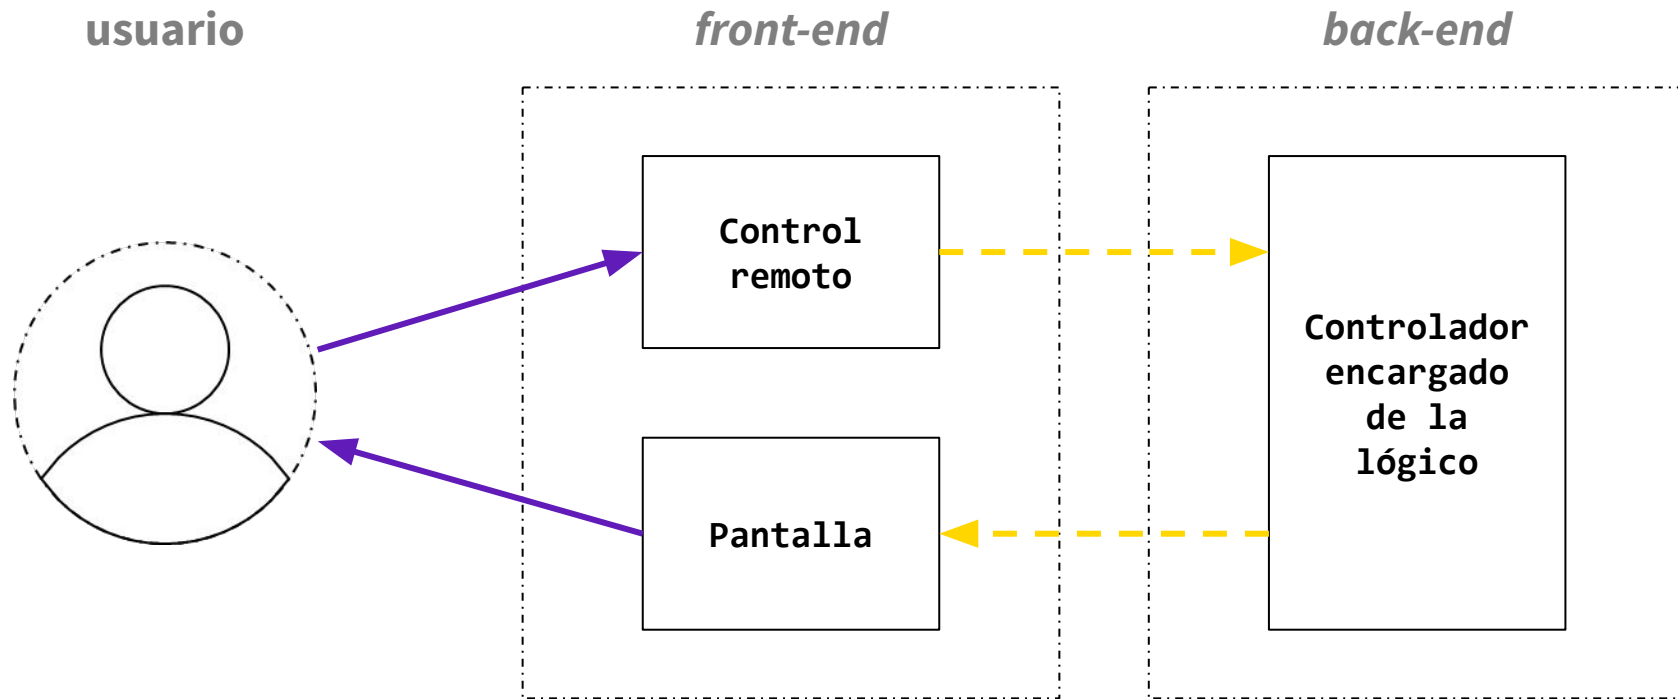 usuario
front-end
back-end
Control
remoto
Pantalla
Controlador
encargado
de la
lógico